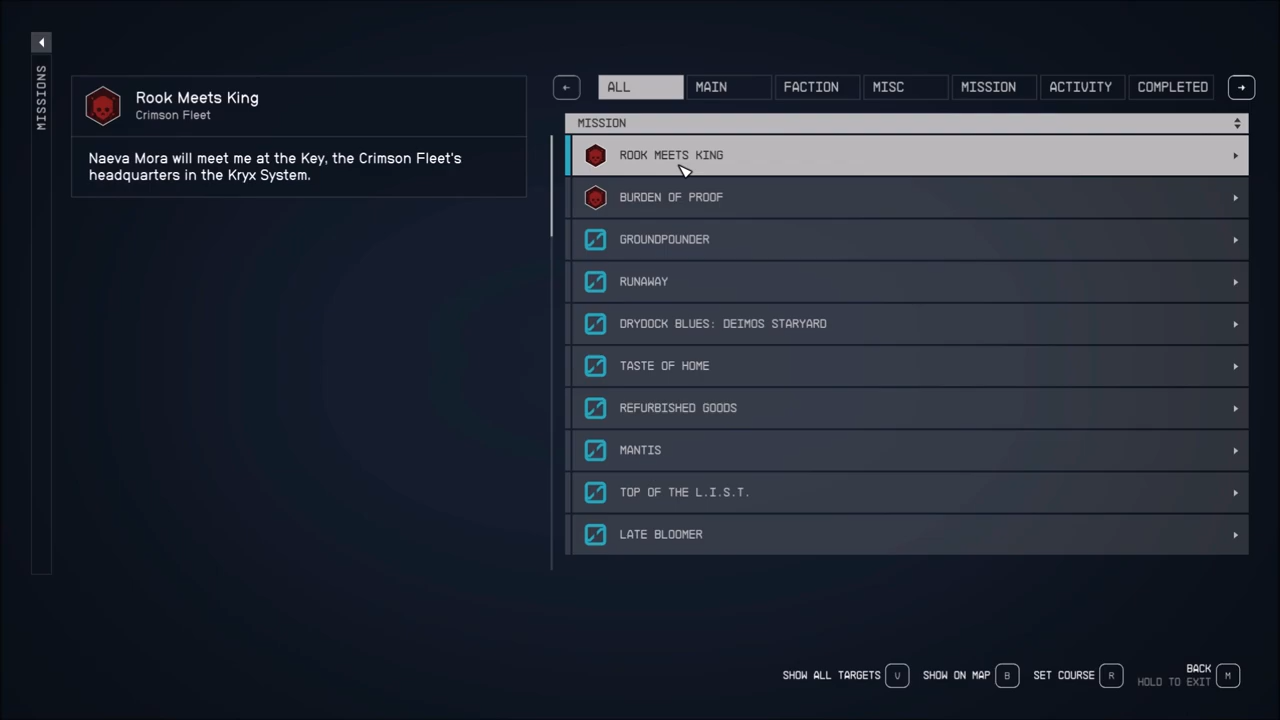 MISSIONS
Rook Meets King
Crimson Fleet
Naeva Mora will meet me at the Key, the Crimson Fleet's
headquarters in the Kryx System.
ALL MAIN FACTION MISC MISSION ACTIVITY COMPLETED
MISSION
ROOK MEETS KING
BURDEN OF PROOF
GROUNDPOUNDER
RUNAWAY
DRYDOCK BLUES: DEIMOS STARYARD
TASTE OF HOME
REFURBISHED GOODS
MANTIS
TOP OF THE L.I.S.T.
LATE BLOOMER
SHOW ALL TARGETS V SHOW ON MAP B SET COURSE R BACK M
HOLD TO EXIT